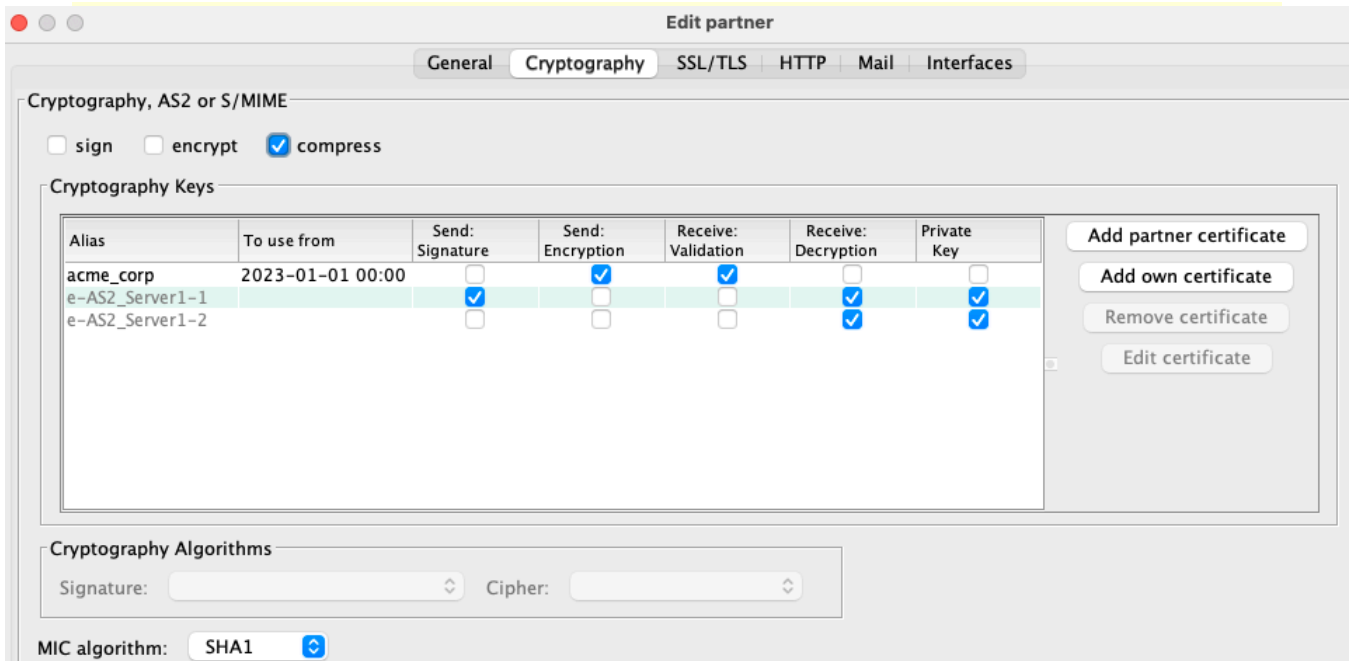 Edit partner
General Cryptography SSL/TLS HTTP Mail Interfaces
Cryptography, AS2 or S/MIME
sign encrypt compress
Cryptography Keys
Alias To use from Send: Signature Send: Encryption Receive: Validation Receive: Decryption Private Key
Add partner certificate
acme_corp 2023-01-01 00:00
Add own certificate
e-AS2_Server1-1
e-AS2_Server1-2
Remove certificate
Edit certificate
Cryptography Algorithms
Signature: Cipher:
MIC algorithm: SHA1